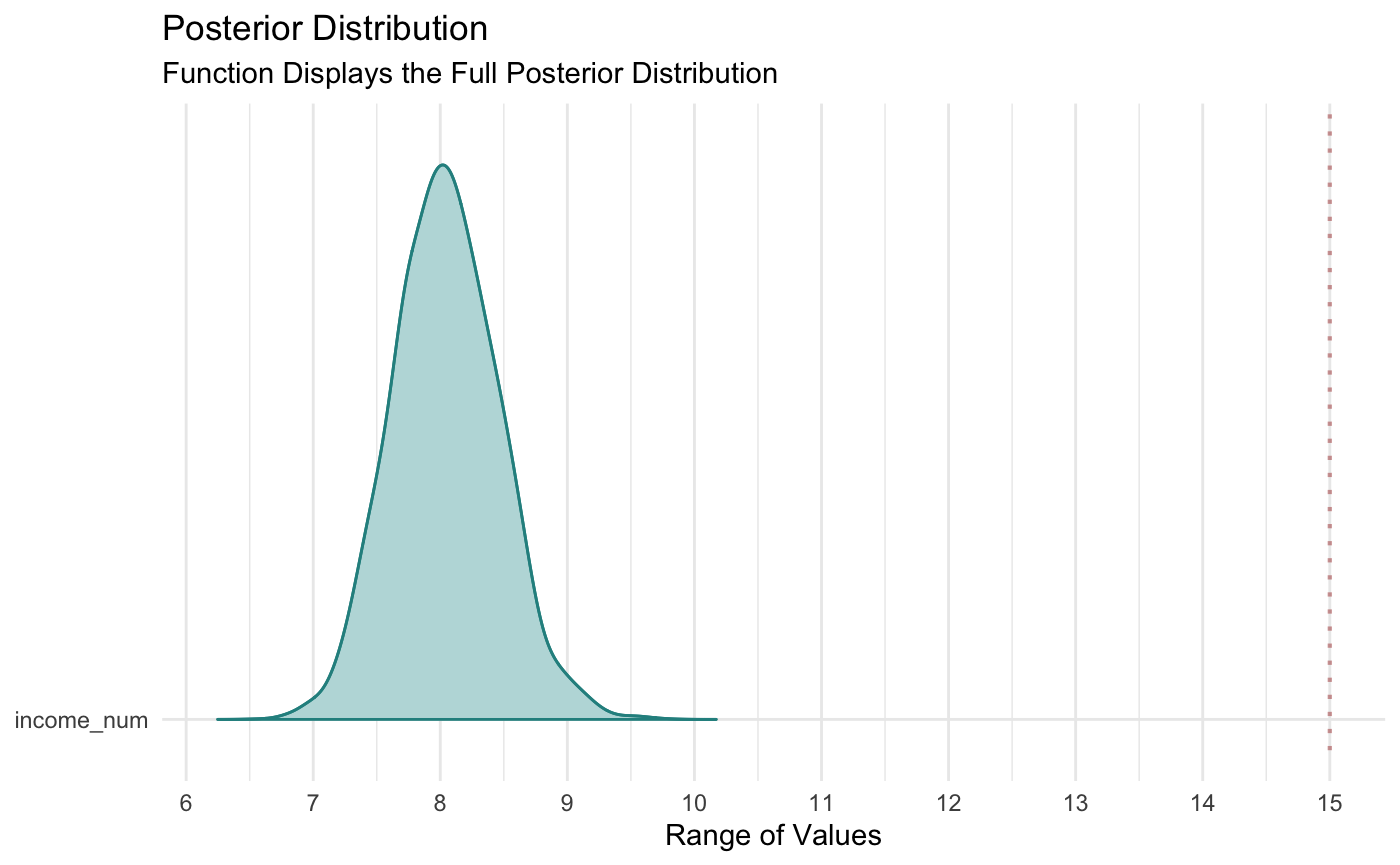 Posterior Distribution
Function Displays the Full Posterior Distribution
income_num
6 7 8 9 10 11 12 13 14 15
Range of Values